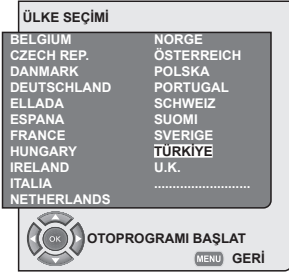 ÜLKE SEÇİMİ
BELGIUM NORGE
CZECH REP. ÖSTERREICH
DANMARK POLSKA
DEUTSCHLAND PORTUGAL
ELLADA SCHWEIZ
ESPANA SUOMI
FRANCE SVERIGE
HUNGARY TÜRKİYE
IRELAND U.K.
ITALIA ..........................
NETHERLANDS
OK OTOPROGRAMI BAŞLAT
MENU GERİ